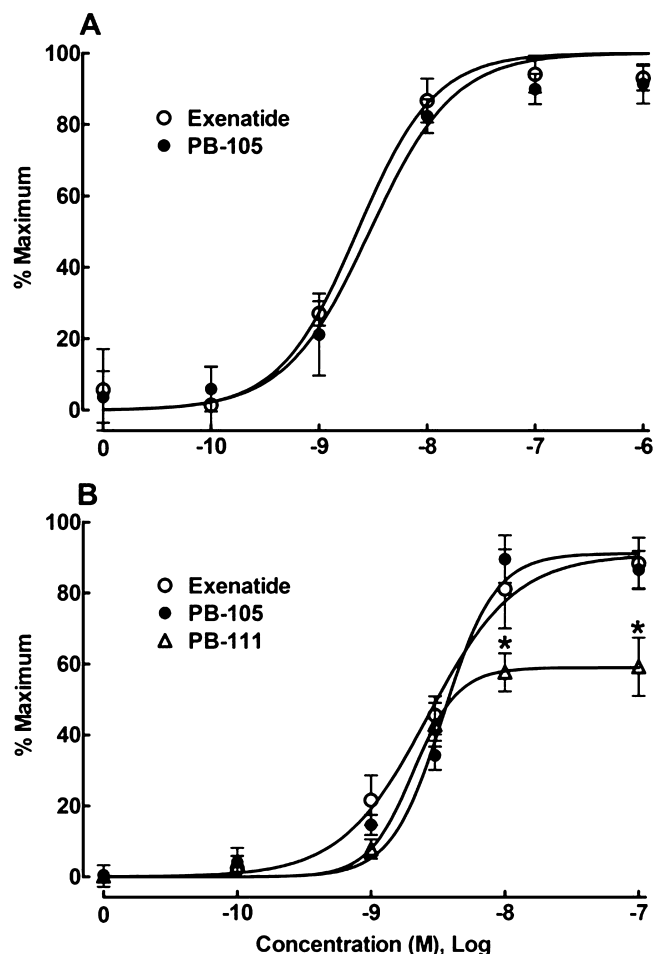 A
100
80
60
40
20
0
% Maximum
Exenatide
PB-105
0 -10 -9 -8 -7 -6
B
100
80
60
40
20
0
% Maximum
Exenatide
PB-105
PB-111
*
*
0 -10 -9 -8 -7
Concentration (M), Log